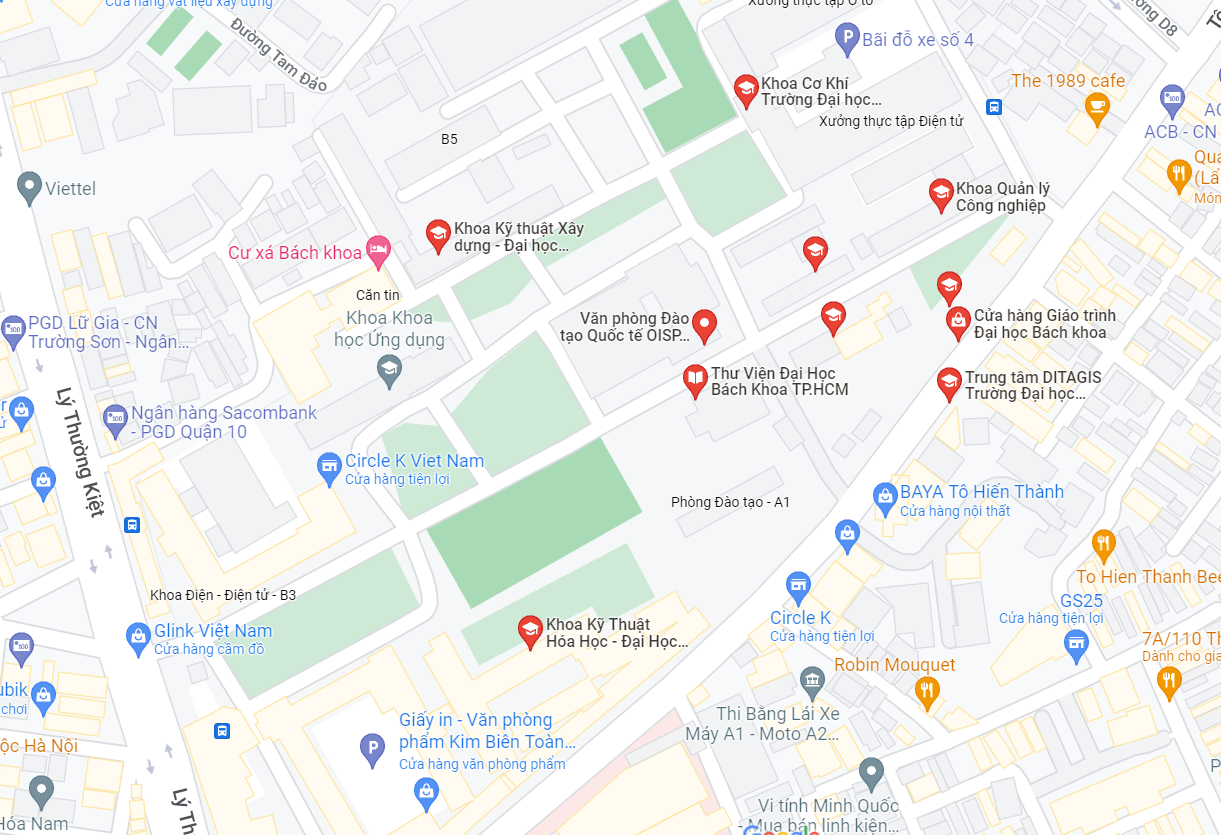 Cửa hàng vật liệu xây dựng
Đường Tam Đảo
Xưởng thực tập Ô tô
Bãi đỗ xe số 4
Khoa Cơ Khí
Trường Đại học...
The 1989 cafe
Xưởng thực tập Điện tử
ACB - CN
B5
Viettel
Khoa Quản lý
Công nghiệp
Khoa Kỹ thuật Xây
dựng - Đại học...
Cư xá Bách khoa
Căn tin
Khoa Khoa
học Ứng dụng
Văn phòng Đào
tạo Quốc tế OISP...
Cửa hàng Giáo trình
Đại học Bách khoa
PGD Lữ Gia - CN
Trường Sơn - Ngân...
Thư Viện Đại Học
Bách Khoa TP.HCM
Trung tâm DITAGIS
Trường Đại học...
Lý Thường Kiệt
Ngân hàng Sacombank
- PGD Quận 10
Circle K Viet Nam
Cửa hàng tiện lợi
Phòng Đào tạo - A1
BAYA Tô Hiến Thành
Cửa hàng nội thất
To Hien Thanh Bee
Khoa Điện - Điện tử - B3
Circle K
Cửa hàng tiện lợi
GS25
Cửa hàng tiện lợi
Glink Việt Nam
Cửa hàng cầm đồ
Khoa Kỹ Thuật
Hóa Học - Đại Học...
7A/110 Th
Dành cho gia
Robin Mouquet
Giấy in - Văn phòng
phẩm Kim Biên Toàn...
Cửa hàng văn phòng phẩm
Thi Bằng Lái Xe
Máy A1 - Moto A2...
ộc Hà Nội
Lý Th
Hóa Nam
Vi tính Minh Quốc
- Mua bán linh kiện...
Google